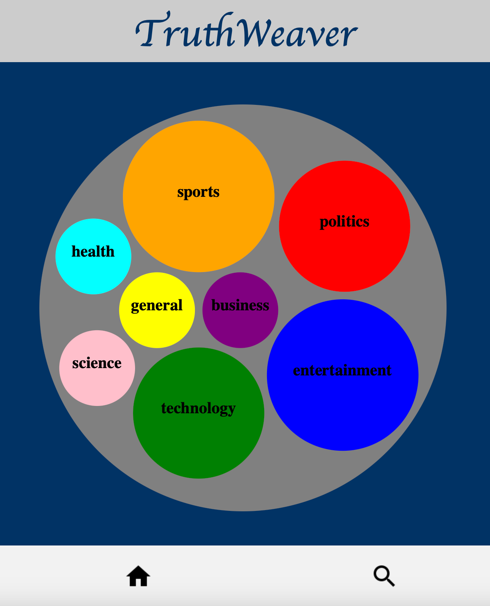 TruthWeaver
sports
politics
health
general
business
science
entertainment
technology